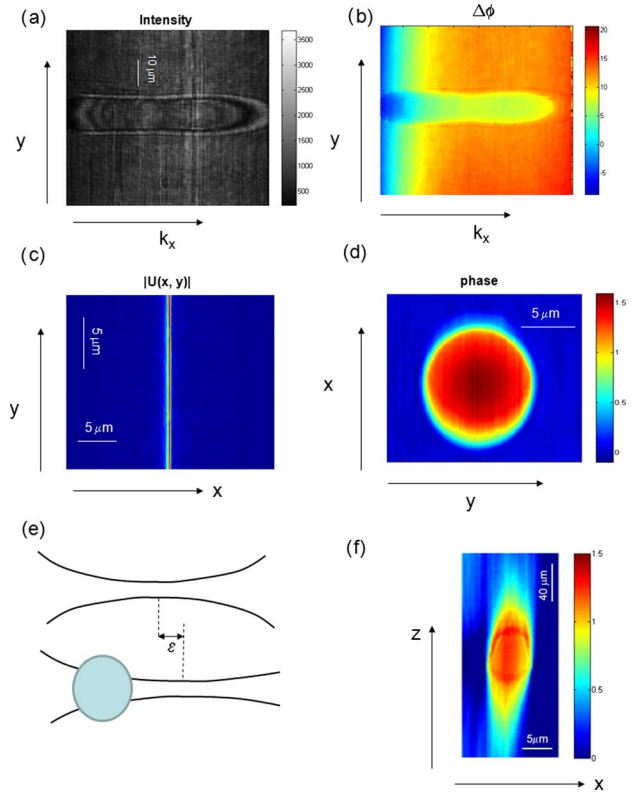 (a)
Intensity
10 μm
3500
3000
2500
2000
1500
1000
500
y
kx
(b)
Δϕ
20
15
10
5
0
-5
y
kx
(c)
|U(x, y)|
5 μm
5 μm
y
x
(d)
phase
5 μm
1.5
1
0.5
0
x
y
(e)
ε
(f)
40 μm
5μm
1.5
1
0.5
0
z
x